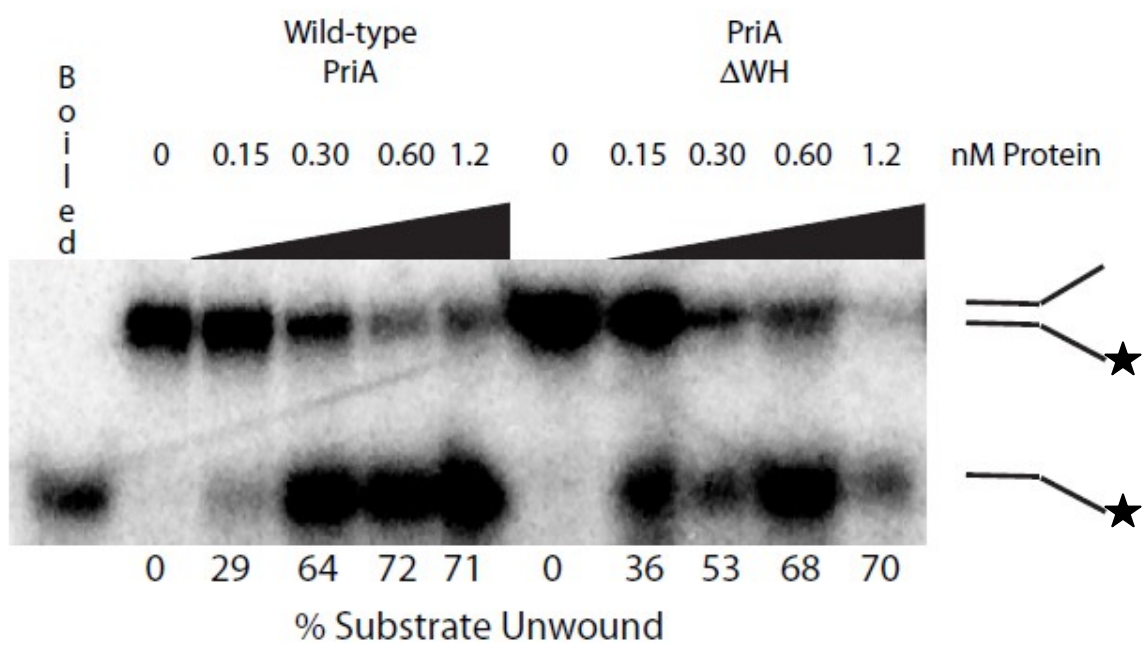 Wild-type PriA
PriA ΔWH
Boiled
0 0.15 0.30 0.60 1.2 0 0.15 0.30 0.60 1.2 nM Protein
0 29 64 72 71 0 36 53 68 70
% Substrate Unwound